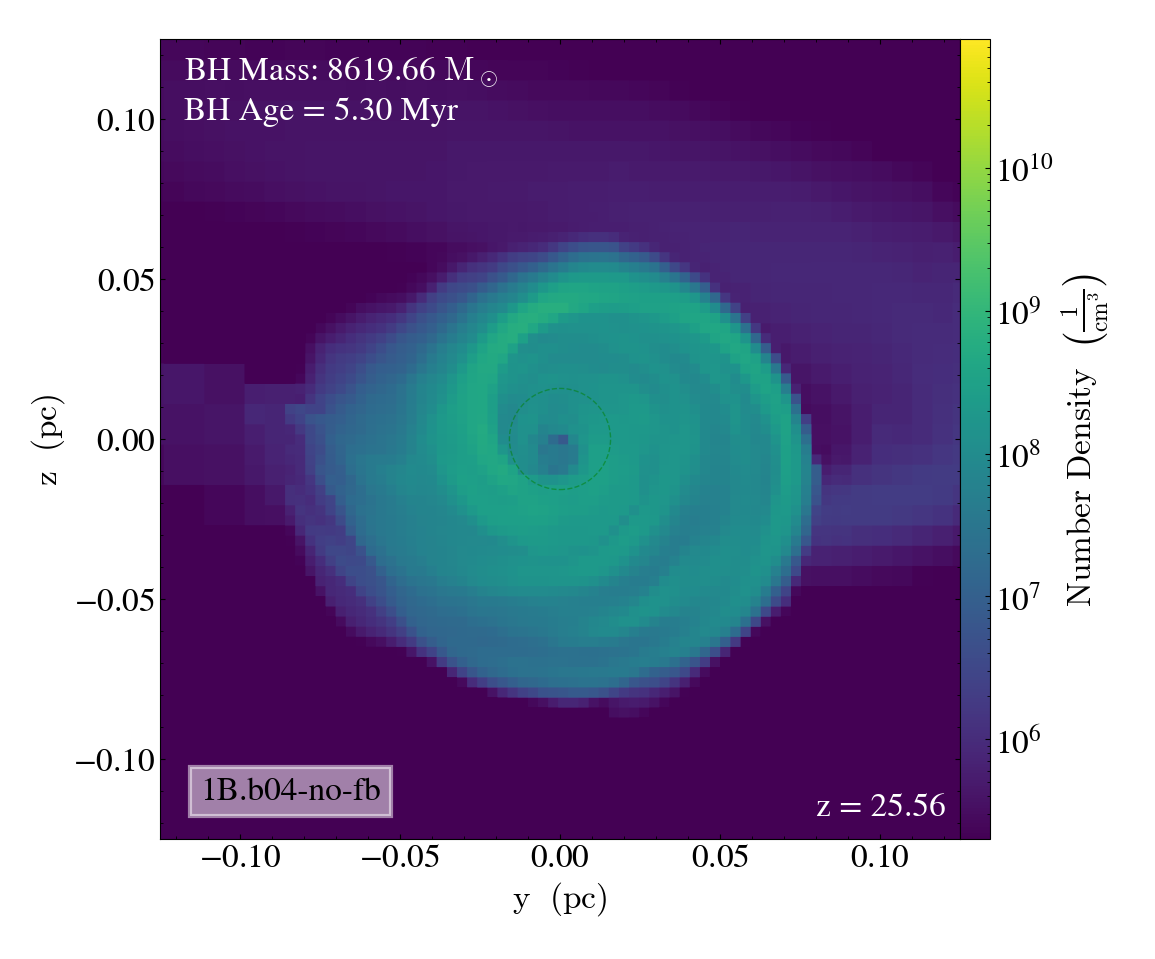 BH Mass: 8619.66 M☉
BH Age = 5.30 Myr
1B.b04-no-fb
z = 25.56
0.10
0.05
0.00
−0.05
−0.10
z (pc)
−0.10 −0.05 0.00 0.05 0.10
y (pc)
10¹⁰
10⁹
10⁸
10⁷
10⁶
Number Density (1/cm³)